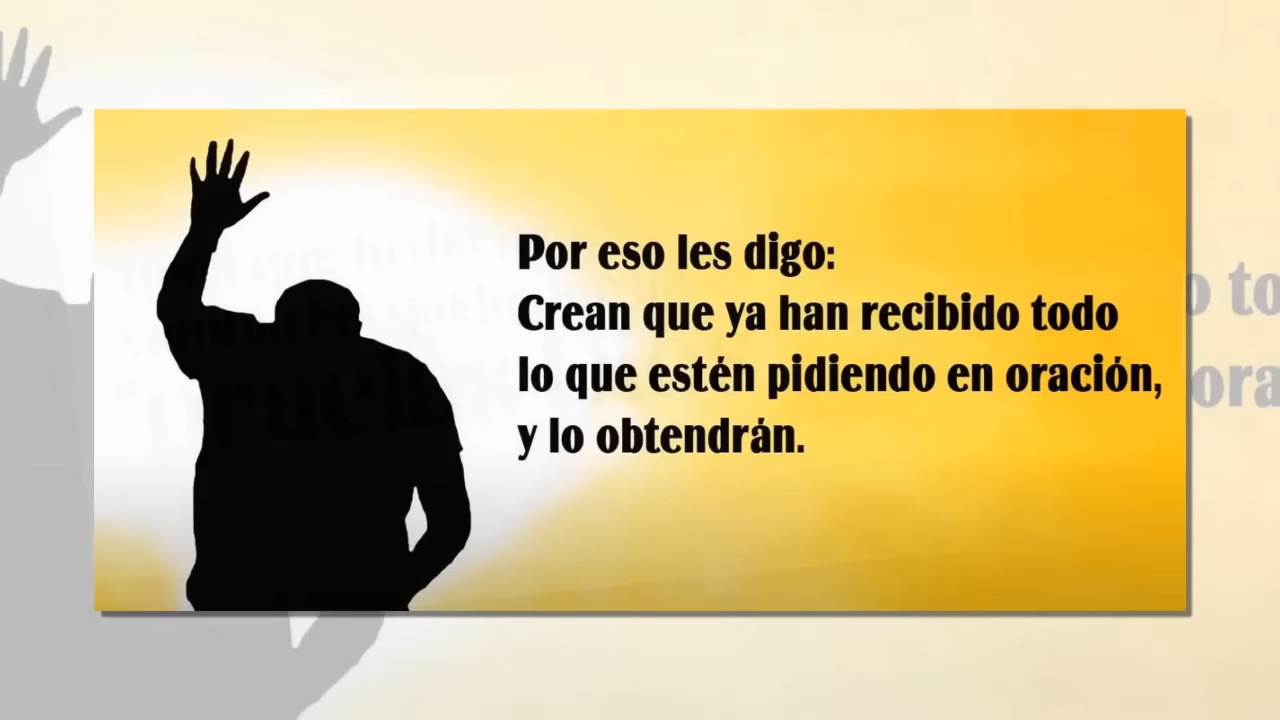 Por eso les digo:
Crean que ya han recibido todo
lo que estén pidiendo en oración,
y lo obtendrán.